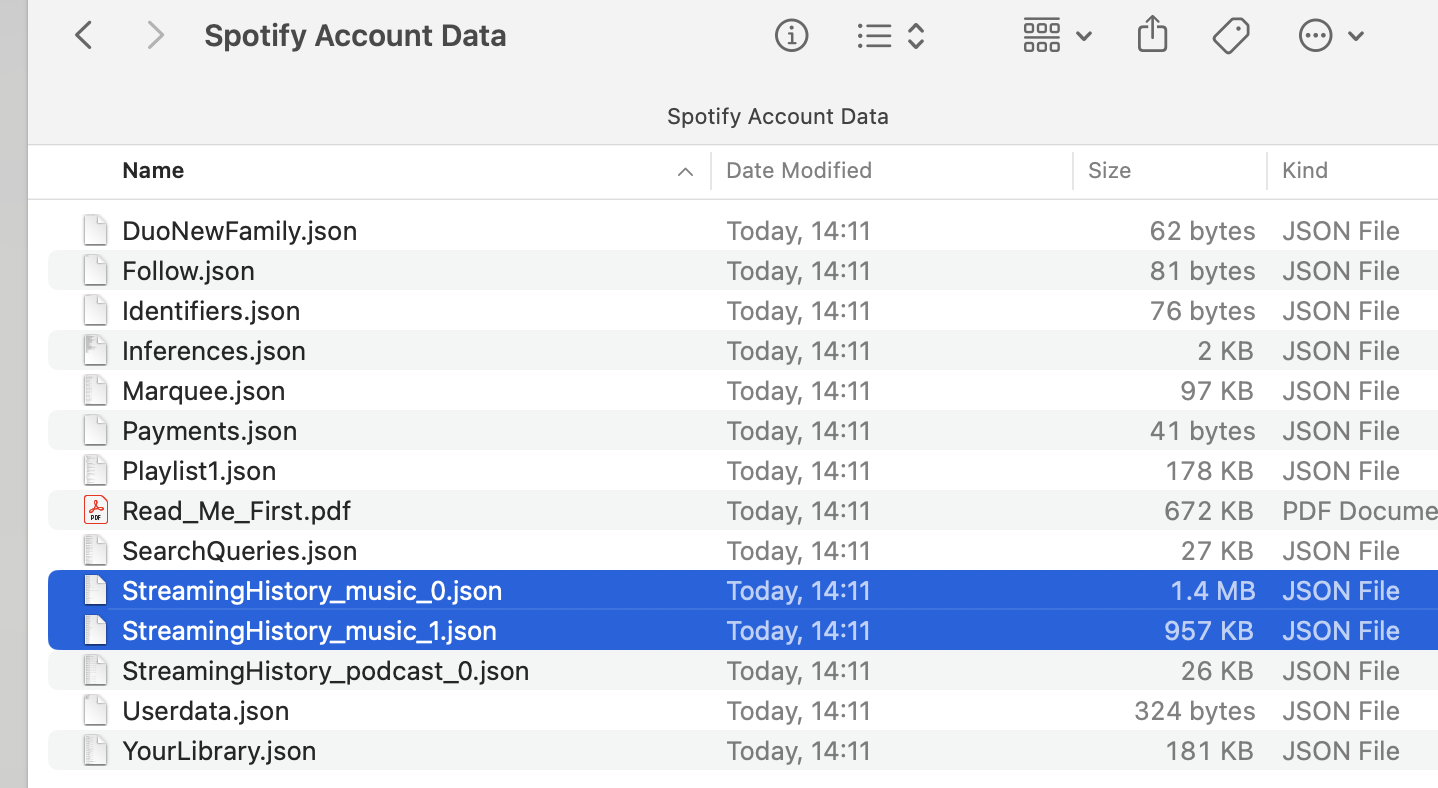 Spotify Account Data
Spotify Account Data
Name Date Modified Size Kind
DuoNewFamily.json Today, 14:11 62 bytes JSON File
Follow.json Today, 14:11 81 bytes JSON File
Identifiers.json Today, 14:11 76 bytes JSON File
Inferences.json Today, 14:11 2 KB JSON File
Marquee.json Today, 14:11 97 KB JSON File
Payments.json Today, 14:11 41 bytes JSON File
Playlist1.json Today, 14:11 178 KB JSON File
PDF Read_Me_First.pdf Today, 14:11 672 KB PDF Docume
SearchQueries.json Today, 14:11 27 KB JSON File
StreamingHistory_music_0.json Today, 14:11 1.4 MB JSON File
StreamingHistory_music_1.json Today, 14:11 957 KB JSON File
StreamingHistory_podcast_0.json Today, 14:11 26 KB JSON File
Userdata.json Today, 14:11 324 bytes JSON File
YourLibrary.json Today, 14:11 181 KB JSON File